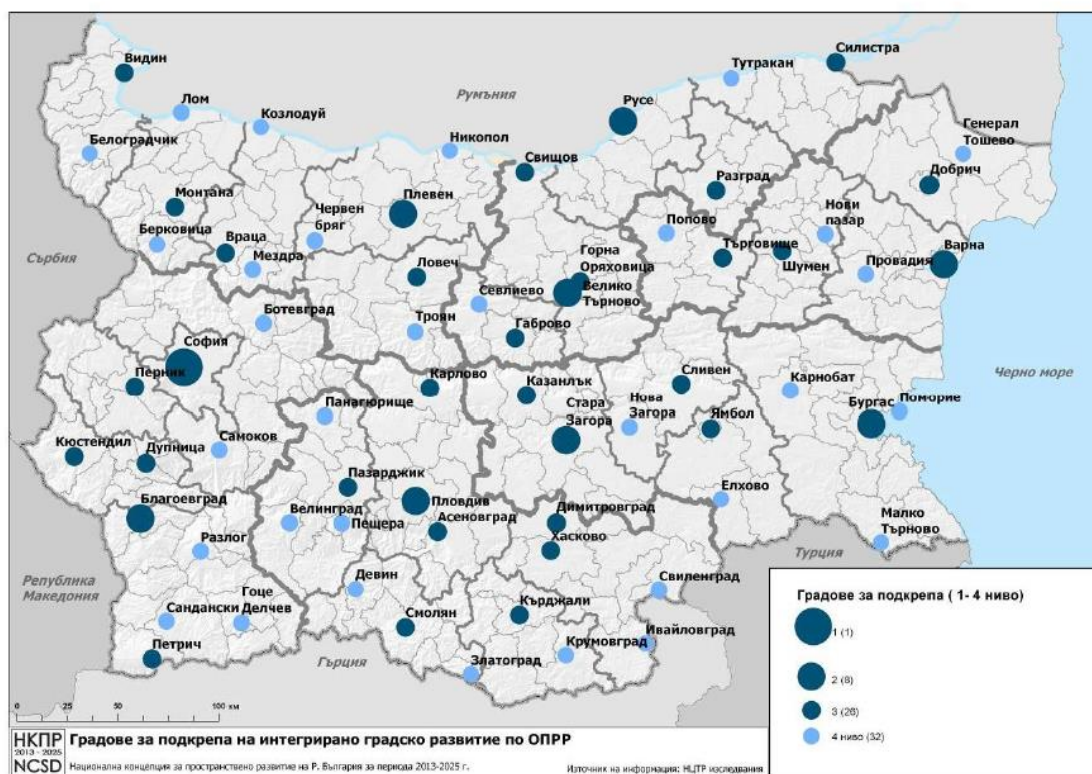 Видин
Силистра
Тутракан
Лом
Румъния
Русе
Козлодуй
Генерал
Тошево
Никопол
Белоградчик
Свищов
Добрич
Разград
Монтана
Плевен
Червен
бряг
Попово
Нови
пазар
Берковица
Враца
Мездра
Търговище
Шумен
Варна
Сърбия
Горна
Оряховица
Ловеч
Велико
Търново
Провадия
Севлиево
Ботевград
Троян
Габрово
София
Перник
Карлово
Казанлък
Сливен
Карнобат
Черно море
Панагюрище
Стара
Загора
Нова
Загора
Ямбол
Бургас
Поморие
Кюстендил
Дупница
Самоков
Пазарджик
Благоевград
Пловдив
Елхово
Велинград
Пещера
Асеновград
Димитровград
Хасково
Малко
Търново
Разлог
Турция
Република
Македония
Девин
Свиленград
Гоце
Делчев
Сандански
Смолян
Кърджали
Петрич
Крумовград
Ивайловград
Гърция
Златоград
Градове за подкрепа ( 1- 4 ниво)
1 (1)
2 (8)
3 (26)
4 ниво (32)
0 25 50 100 км
НКПР
2013 - 2025
NCSD
Градове за подкрепа на интегрирано градско развитие по ОПРР
Национална концепция за пространствено развитие на Р. България за периода 2013-2025 г.
Източник на информация: НЦТР изследвания